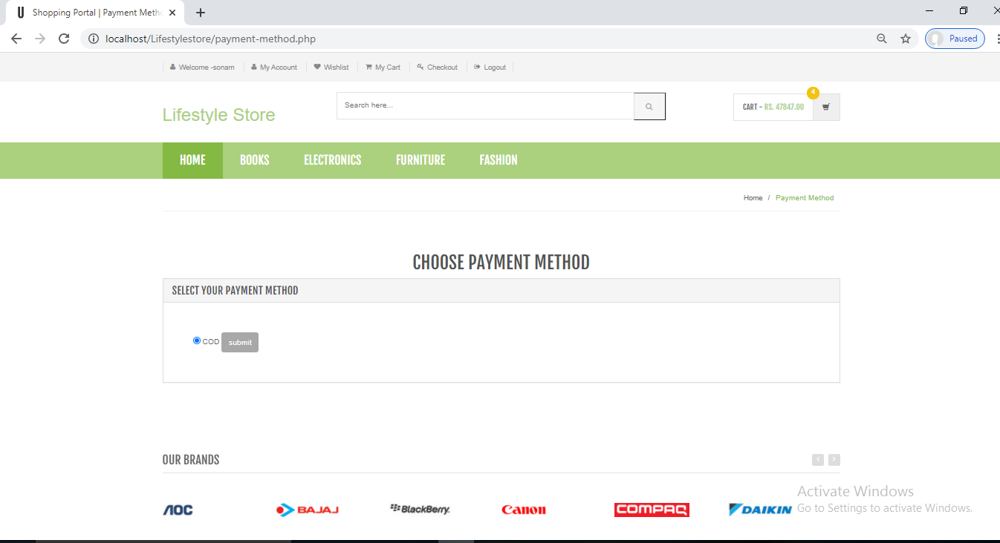 Shopping Portal | Payment Meth
localhost/Lifestylestore/payment-method.php
Paused
Welcome -sonam
My Account
Wishlist
My Cart
Checkout
Logout
Lifestyle Store
Search here...
CART - RS. 47847.00
4
HOME
BOOKS
ELECTRONICS
FURNITURE
FASHION
Home / Payment Method
CHOOSE PAYMENT METHOD
SELECT YOUR PAYMENT METHOD
COD submit
OUR BRANDS
AOC
BAJAJ
BlackBerry.
Canon
COMPAQ
DAIKIN
Activate Windows
Go to Settings to activate Windows.